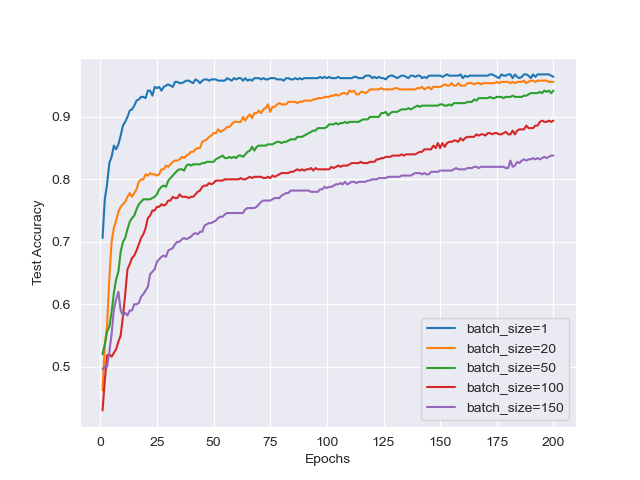 0.9
0.8
0.7
0.6
0.5
Test Accuracy
batch_size=1
batch_size=20
batch_size=50
batch_size=100
batch_size=150
0 25 50 75 100 125 150 175 200
Epochs